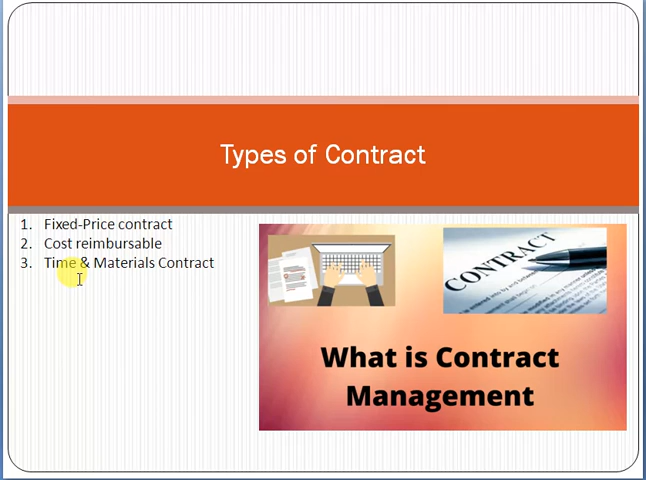 Types of Contract
1. Fixed-Price contract
2. Cost reimbursable
3. Time & Materials Contract
CONTRACT
What is Contract
Management